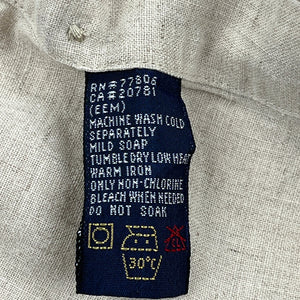 RN#77806
CA#20781
(EEM)
MACHINE WASH COLD
SEPARATELY
MILD SOAP
TUMBLE DRY LOW HEAT
WARM IRON
ONLY NON-CHLORINE
BLEACH WHEN NEEDED
DO NOT SOAK
30°C